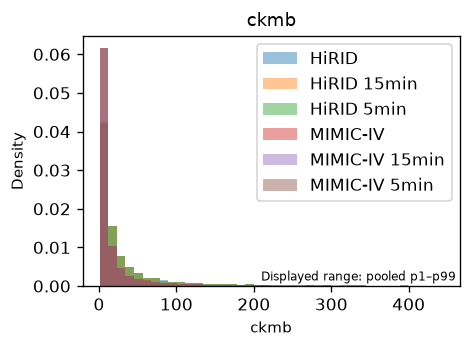 ckmb
0.06
0.05
0.04
0.03
0.02
0.01
0.00
Density
HiRID
HiRID 15min
HiRID 5min
MIMIC-IV
MIMIC-IV 15min
MIMIC-IV 5min
Displayed range: pooled p1–p99
0 100 200 300 400
ckmb